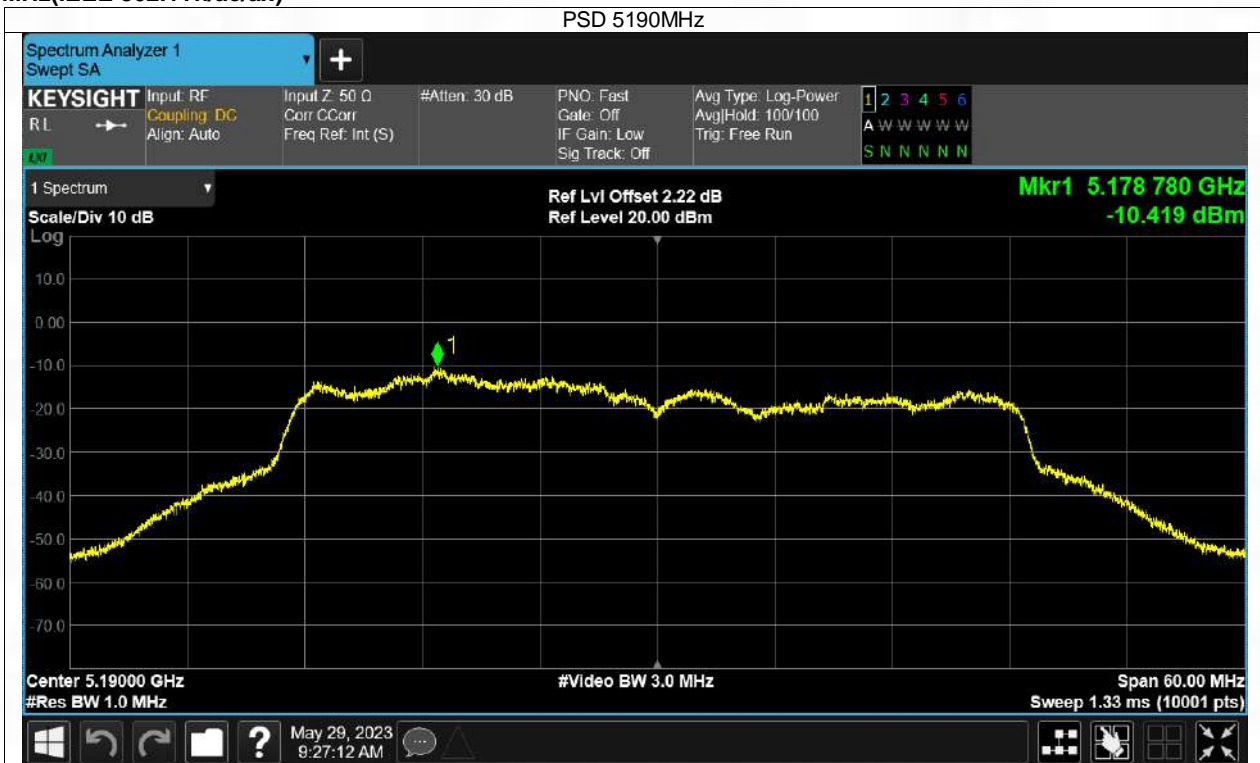 PSD 5190MHz
Spectrum Analyzer 1
Swept SA
KEYSIGHT
RL
LXI
Input: RF
Coupling: DC
Align: Auto
Input Z: 50 Ω
Corr CCorr
Freq Ref: Int (S)
#Atten: 30 dB
PNO: Fast
Gate: Off
IF Gain: Low
Sig Track: Off
Avg Type: Log-Power
Avg|Hold: 100/100
Trig: Free Run
1 2 3 4 5 6
A W W W W W
S N N N N N
1 Spectrum
Scale/Div 10 dB
Ref Lvl Offset 2.22 dB
Ref Level 20.00 dBm
Mkr1 5.178 780 GHz
-10.419 dBm
Log
10.0
0.00
-10.0
-20.0
-30.0
-40.0
-50.0
-60.0
-70.0
1
Center 5.19000 GHz
#Res BW 1.0 MHz
#Video BW 3.0 MHz
Span 60.00 MHz
Sweep 1.33 ms (10001 pts)
?
May 29, 2023
9:27:12 AM